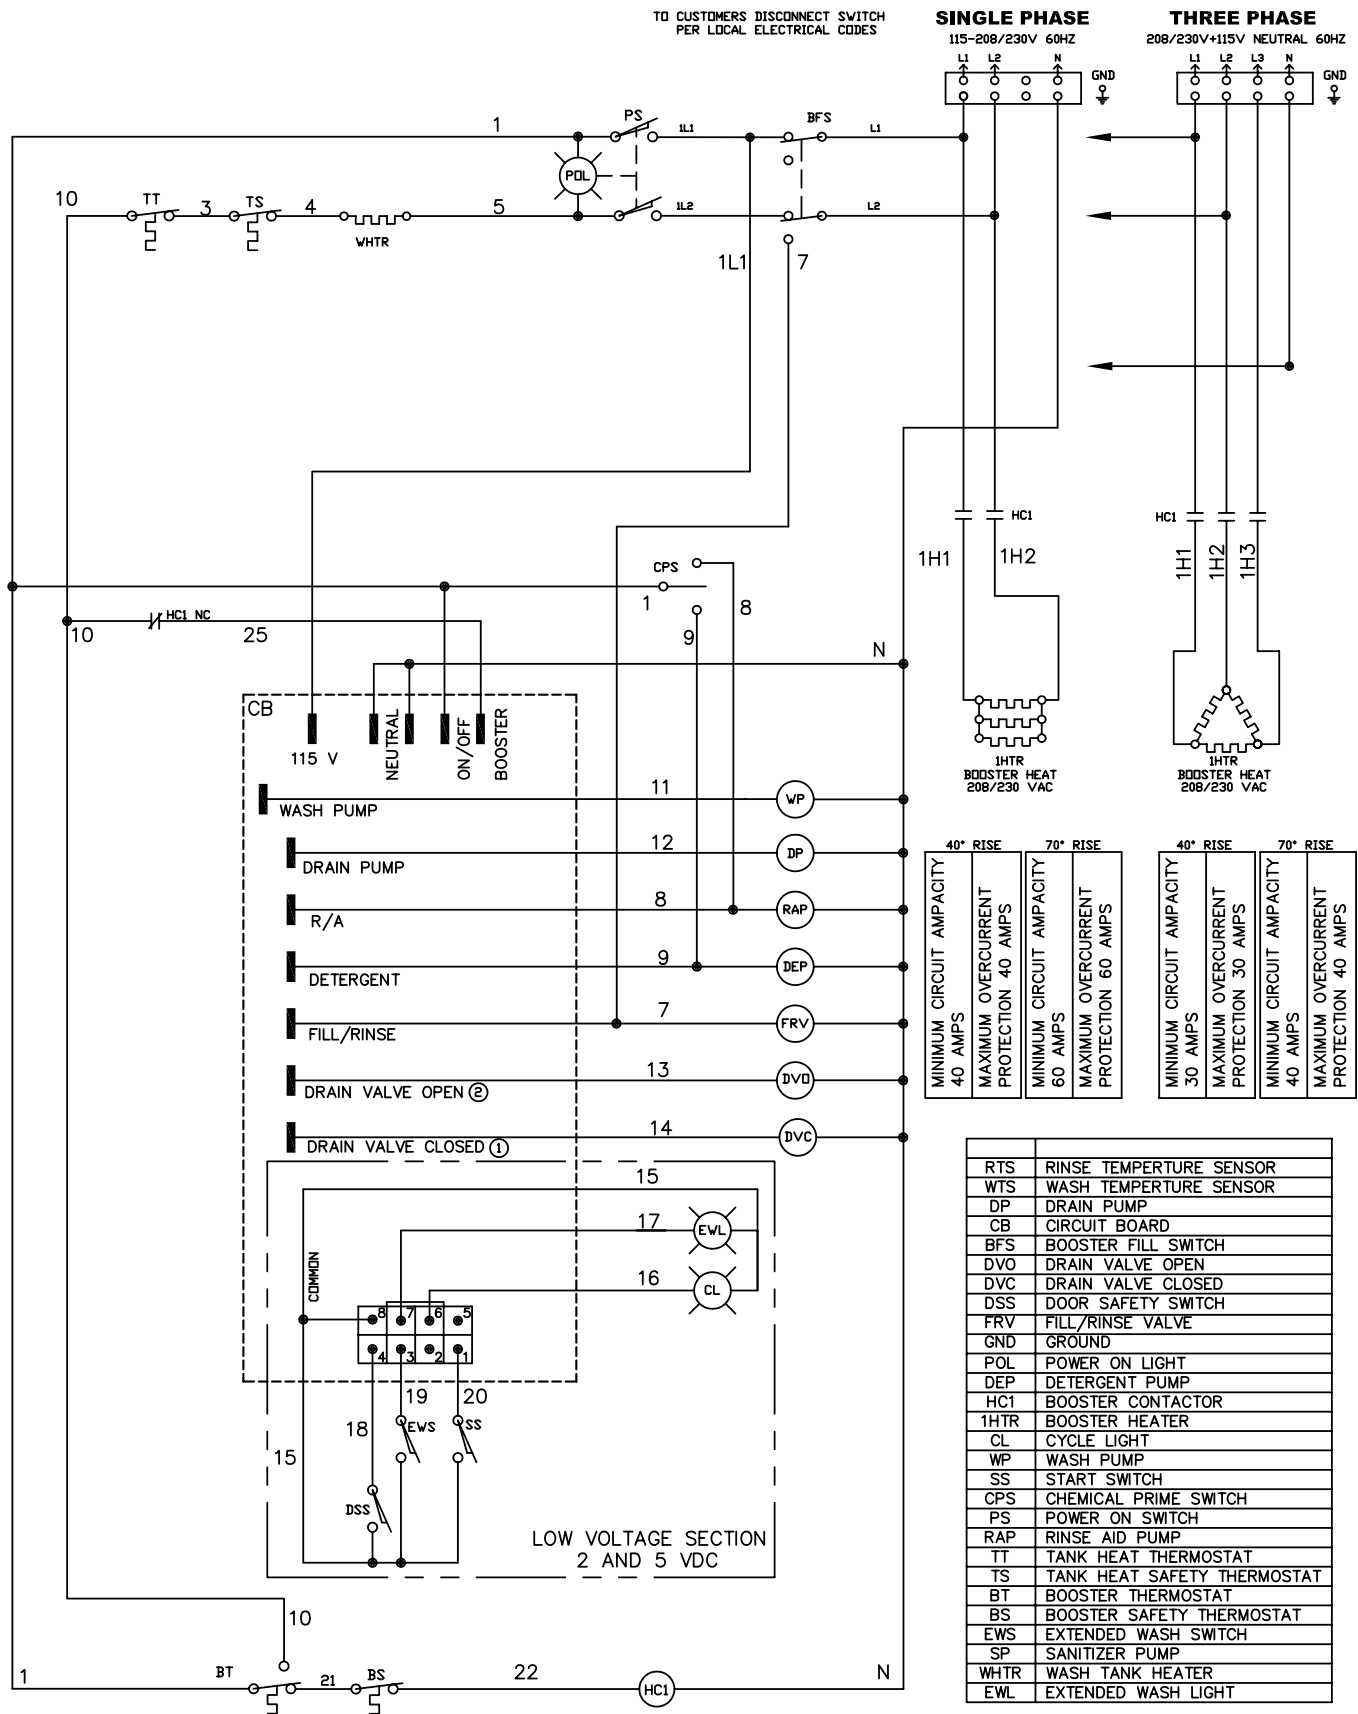 TO CUSTOMERS DISCONNECT SWITCH
PER LOCAL ELECTRICAL CODES
SINGLE PHASE
115-208/230V 60HZ
L1 L2 N
GND
THREE PHASE
208/230V+115V NEUTRAL 60HZ
L1 L2 L3 N
GND
1 PS 1L1 BFS L1
POL
10 TT 3 TS 4 WHTR 5 1L2 L2
1L1 7
HC1
1H1 1H2
HC1
1H1 1H2 1H3
CPS
1 8
9
10 HC1 NC 25
N
CB
115 V
NEUTRAL
ON/OFF
BOOSTER
1HTR
BOOSTER HEAT
208/230 VAC
1HTR
BOOSTER HEAT
208/230 VAC
WASH PUMP 11 WP
DRAIN PUMP 12 DP
R/A 8 RAP
DETERGENT 9 DEP
FILL/RINSE 7 FRV
DRAIN VALVE OPEN 2 13 DVO
DRAIN VALVE CLOSED 1 14 DVC
40° RISE
MINIMUM CIRCUIT AMPACITY
40 AMPS
MAXIMUM OVERCURRENT
PROTECTION 40 AMPS
70° RISE
MINIMUM CIRCUIT AMPACITY
60 AMPS
MAXIMUM OVERCURRENT
PROTECTION 60 AMPS
40° RISE
MINIMUM CIRCUIT AMPACITY
30 AMPS
MAXIMUM OVERCURRENT
PROTECTION 30 AMPS
70° RISE
MINIMUM CIRCUIT AMPACITY
40 AMPS
MAXIMUM OVERCURRENT
PROTECTION 40 AMPS
15
17 EWL
16 CL
COMMON
8 7 6 5
4 3 2 1
19 20
18 EWS SS
15
DSS
LOW VOLTAGE SECTION
2 AND 5 VDC
10
1 BT 21 BS 22 HC1 N
RTS RINSE TEMPERTURE SENSOR
WTS WASH TEMPERTURE SENSOR
DP DRAIN PUMP
CB CIRCUIT BOARD
BFS BOOSTER FILL SWITCH
DVO DRAIN VALVE OPEN
DVC DRAIN VALVE CLOSED
DSS DOOR SAFETY SWITCH
FRV FILL/RINSE VALVE
GND GROUND
POL POWER ON LIGHT
DEP DETERGENT PUMP
HC1 BOOSTER CONTACTOR
1HTR BOOSTER HEATER
CL CYCLE LIGHT
WP WASH PUMP
SS START SWITCH
CPS CHEMICAL PRIME SWITCH
PS POWER ON SWITCH
RAP RINSE AID PUMP
TT TANK HEAT THERMOSTAT
TS TANK HEAT SAFETY THERMOSTAT
BT BOOSTER THERMOSTAT
BS BOOSTER SAFETY THERMOSTAT
EWS EXTENDED WASH SWITCH
SP SANITIZER PUMP
WHTR WASH TANK HEATER
EWL EXTENDED WASH LIGHT